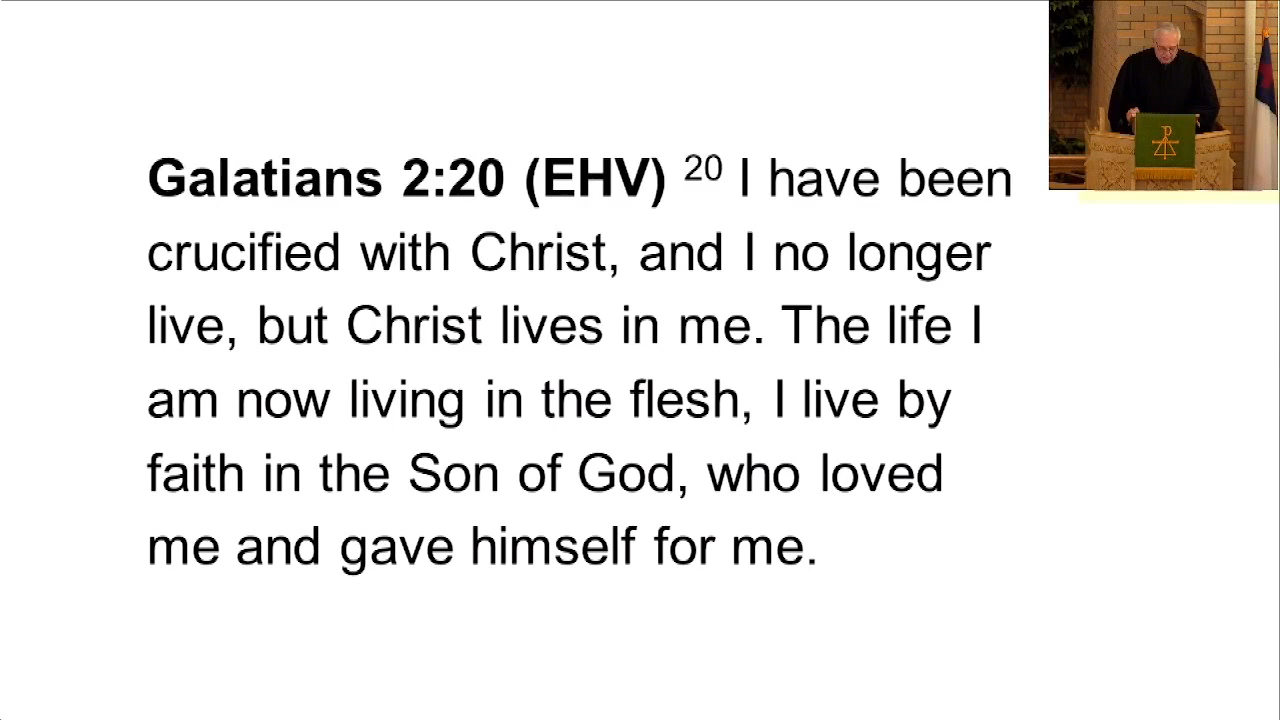 Galatians 2:20 (EHV) ²⁰ I have been
crucified with Christ, and I no longer
live, but Christ lives in me. The life I
am now living in the flesh, I live by
faith in the Son of God, who loved
me and gave himself for me.